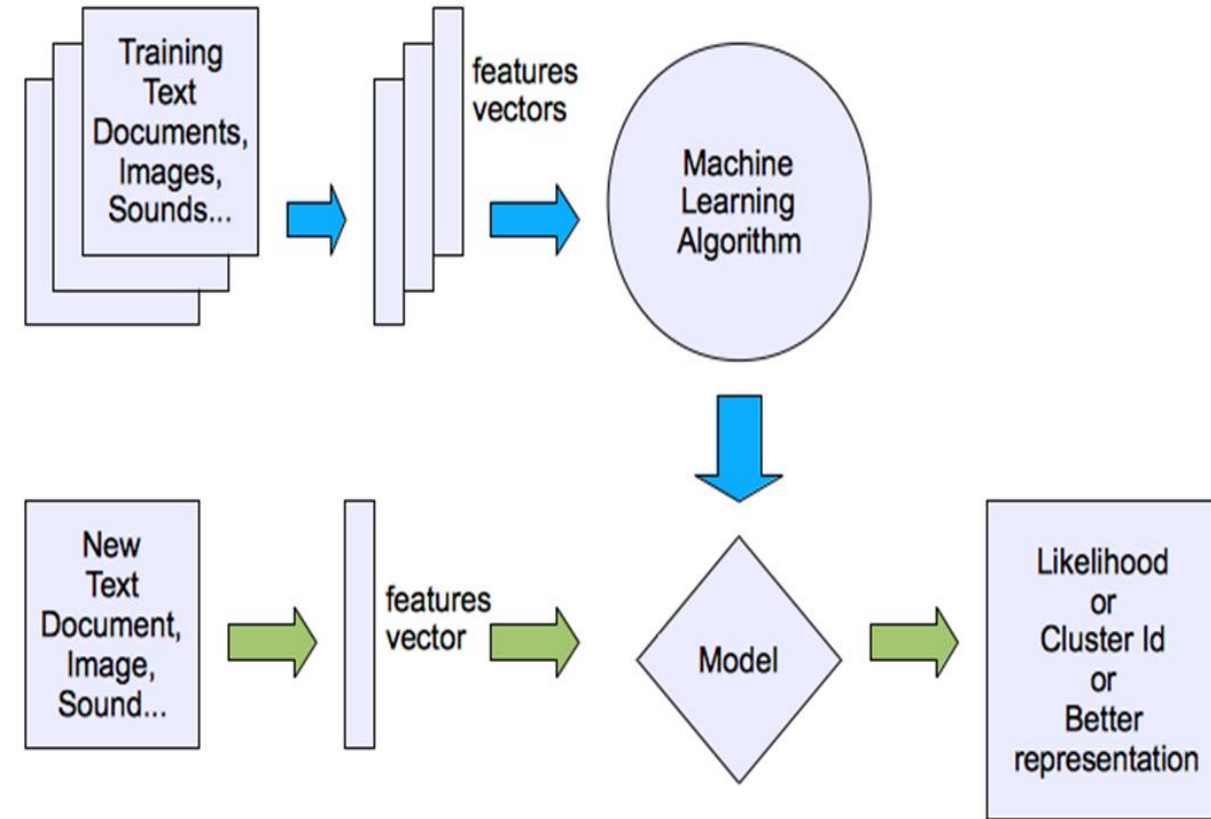 Training
Text
Documents,
Images,
Sounds...
features
vectors
Machine
Learning
Algorithm
New
Text
Document,
Image,
Sound...
features
vector
Model
Likelihood
or
Cluster Id
or
Better
representation